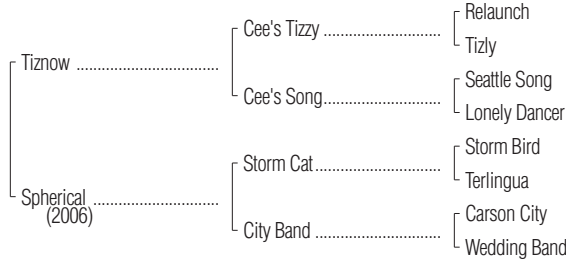 Relaunch
Cee's Tizzy
Tizly
Tiznow
Seattle Song
Cee's Song
Lonely Dancer
Storm Bird
Storm Cat
Terlingua
Spherical
(2006)
Carson City
City Band
Wedding Band